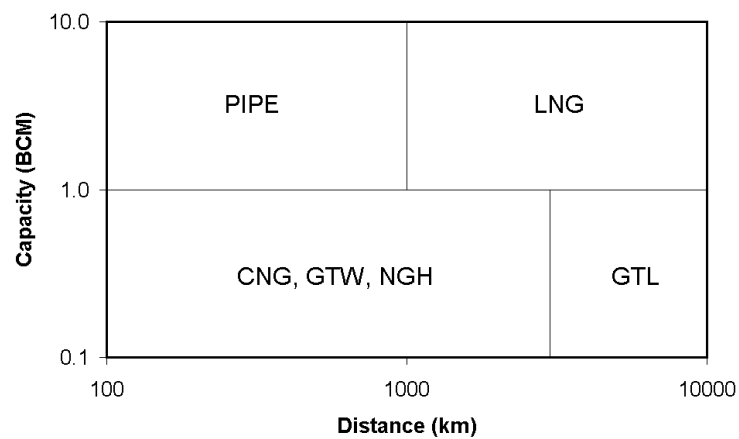 10.0
PIPE
LNG
Capacity (BCM)
1.0
CNG, GTW, NGH
GTL
0.1
100
1000
10000
Distance (km)